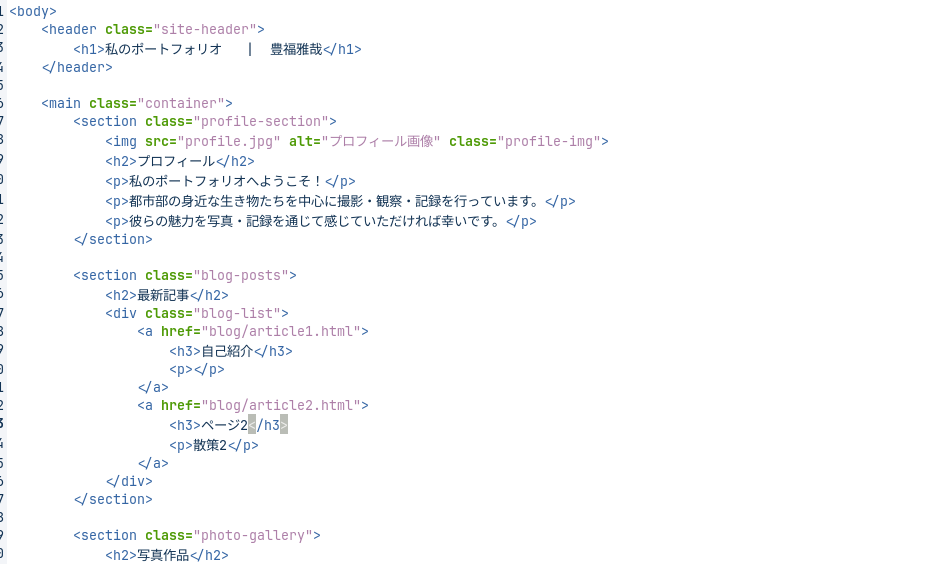 1 <body>
2     <header class="site-header">
3         <h1>私のポートフォリオ　｜　豊福雅哉</h1>
4     </header>
5
6     <main class="container">
7         <section class="profile-section">
8             <img src="profile.jpg" alt="プロフィール画像" class="profile-img">
9             <h2>プロフィール</h2>
0             <p>私のポートフォリオへようこそ！</p>
1             <p>都市部の身近な生き物たちを中心に撮影・観察・記録を行っています。</p>
2             <p>彼らの魅力を写真・記録を通じて感じていただければ幸いです。</p>
3         </section>
4
5         <section class="blog-posts">
6             <h2>最新記事</h2>
7             <div class="blog-list">
8                 <a href="blog/article1.html">
9                     <h3>自己紹介</h3>
0                     <p></p>
1                 </a>
2                 <a href="blog/article2.html">
3                     <h3>ページ2</h3>
4                     <p>散策2</p>
5                 </a>
6             </div>
7         </section>
8
9         <section class="photo-gallery">
0             <h2>写真作品</h2>